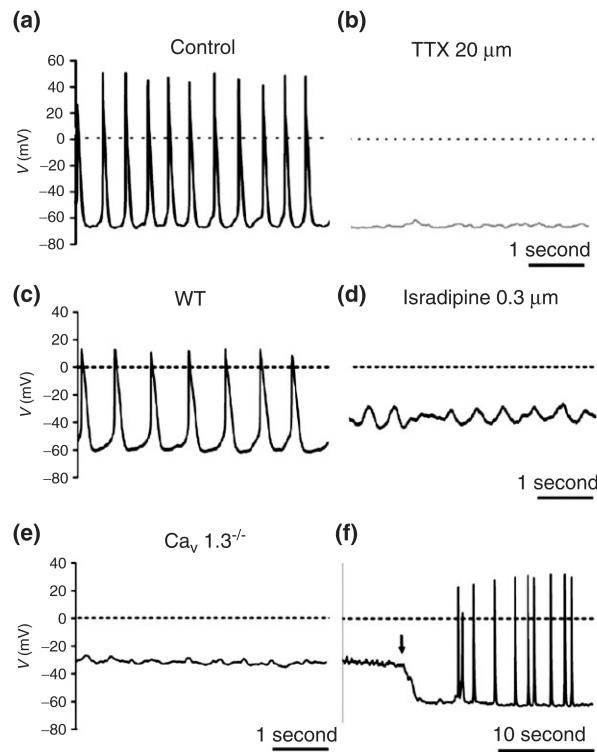 (a)
Control
60
40
20
0
–20
–40
–60
–80
V (mV)
(b)
TTX 20 μm
1 second
(c)
WT
40
20
0
–20
–40
–60
–80
V (mV)
(d)
Isradipine 0.3 μm
1 second
(e)
Cav 1.3-/-
40
20
0
–20
–40
–60
–80
V (mV)
1 second
(f)
10 second